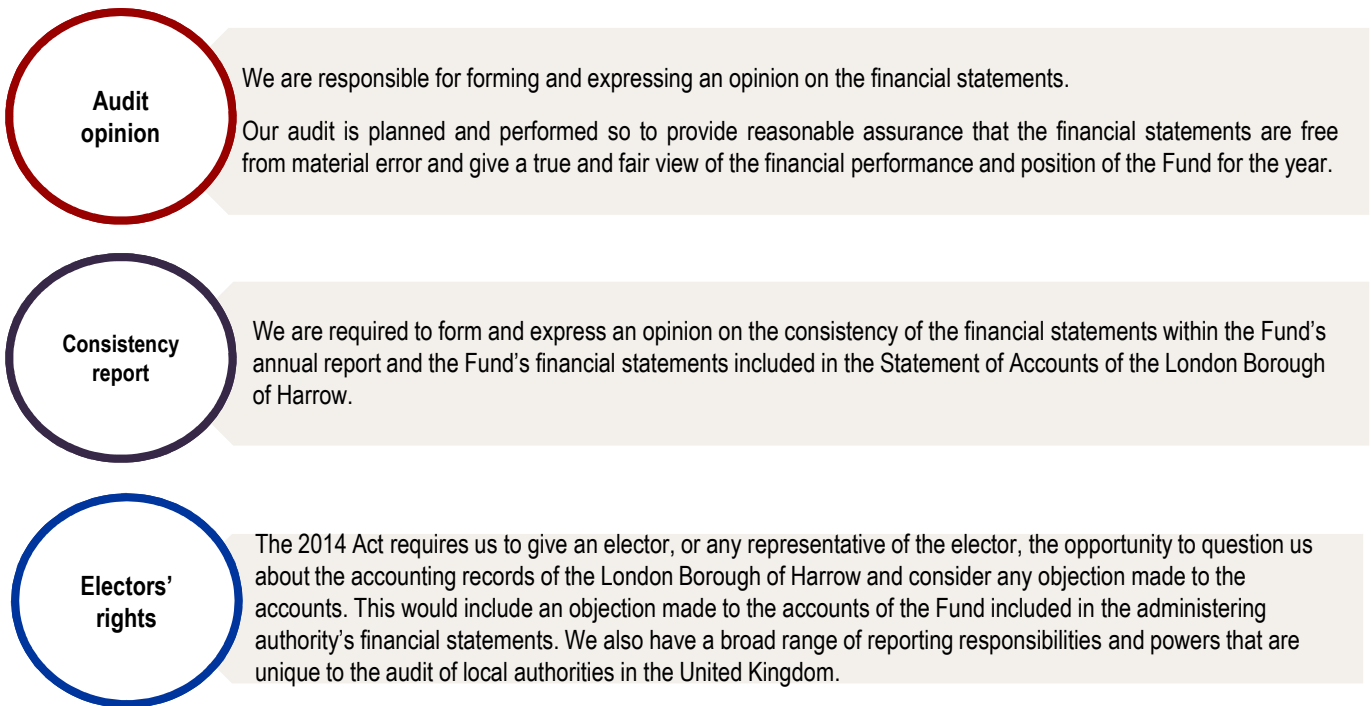 Audit
opinion
We are responsible for forming and expressing an opinion on the financial statements.
Our audit is planned and performed so to provide reasonable assurance that the financial statements are free
from material error and give a true and fair view of the financial performance and position of the Fund for the year.
Consistency
report
We are required to form and express an opinion on the consistency of the financial statements within the Fund’s
annual report and the Fund’s financial statements included in the Statement of Accounts of the London Borough
of Harrow.
Electors’
rights
The 2014 Act requires us to give an elector, or any representative of the elector, the opportunity to question us
about the accounting records of the London Borough of Harrow and consider any objection made to the
accounts. This would include an objection made to the accounts of the Fund included in the administering
authority’s financial statements. We also have a broad range of reporting responsibilities and powers that are
unique to the audit of local authorities in the United Kingdom.